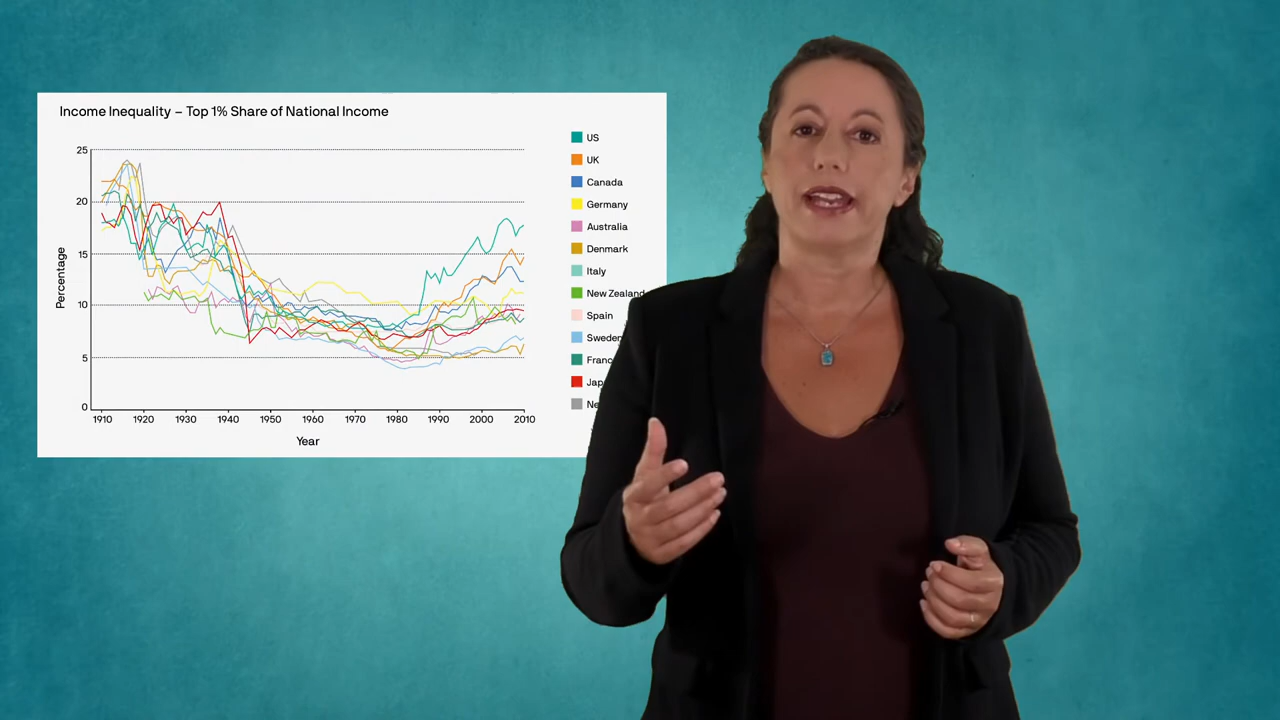 Income Inequality – Top 1% Share of National Income
25
20
15
10
5
0
Percentage
1910 1920 1930 1940 1950 1960 1970 1980 1990 2000 2010
Year
US
UK
Canada
Germany
Australia
Denmark
Italy
New Zealand
Spain